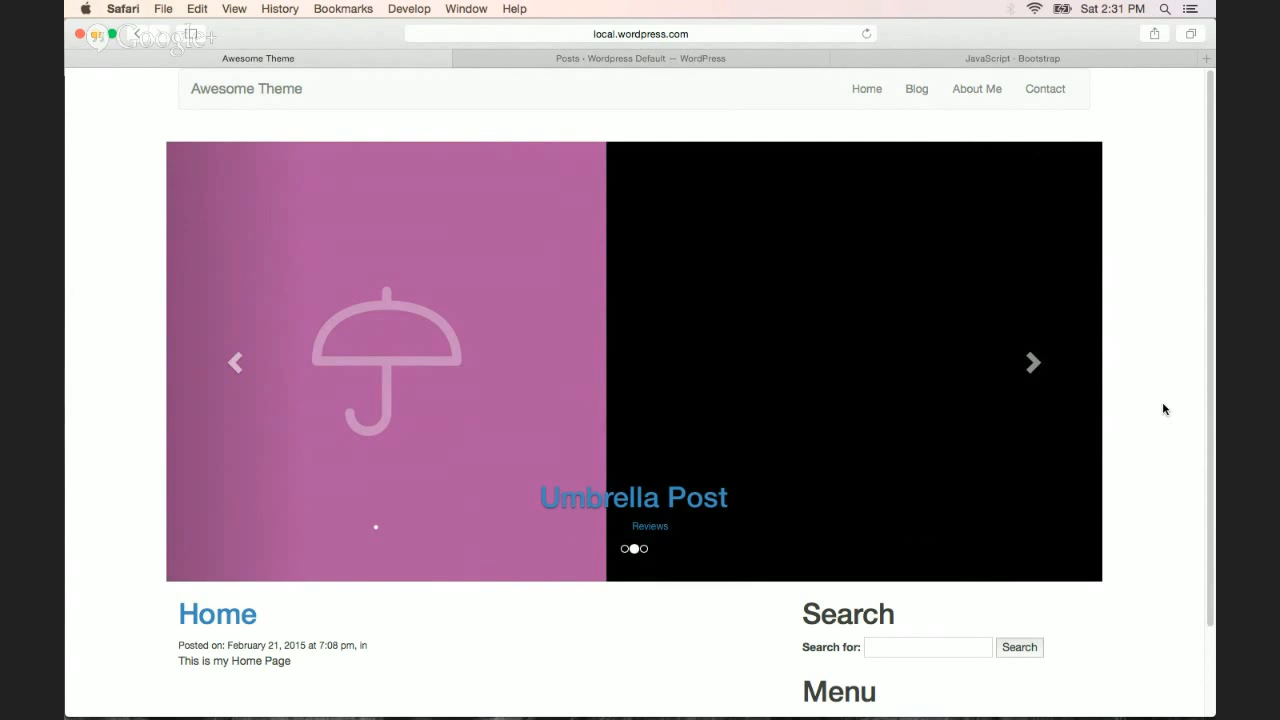 Safari File Edit View History Bookmarks Develop Window Help Sat 2:31 PM
Google+
local.wordpress.com
Awesome Theme Posts ‹ Wordpress Default — WordPress JavaScript · Bootstrap
Awesome Theme Home Blog About Me Contact
Umbrella Post
Reviews
Home
Posted on: February 21, 2015 at 7:08 pm, in
This is my Home Page
Search
Search for: Search
Menu